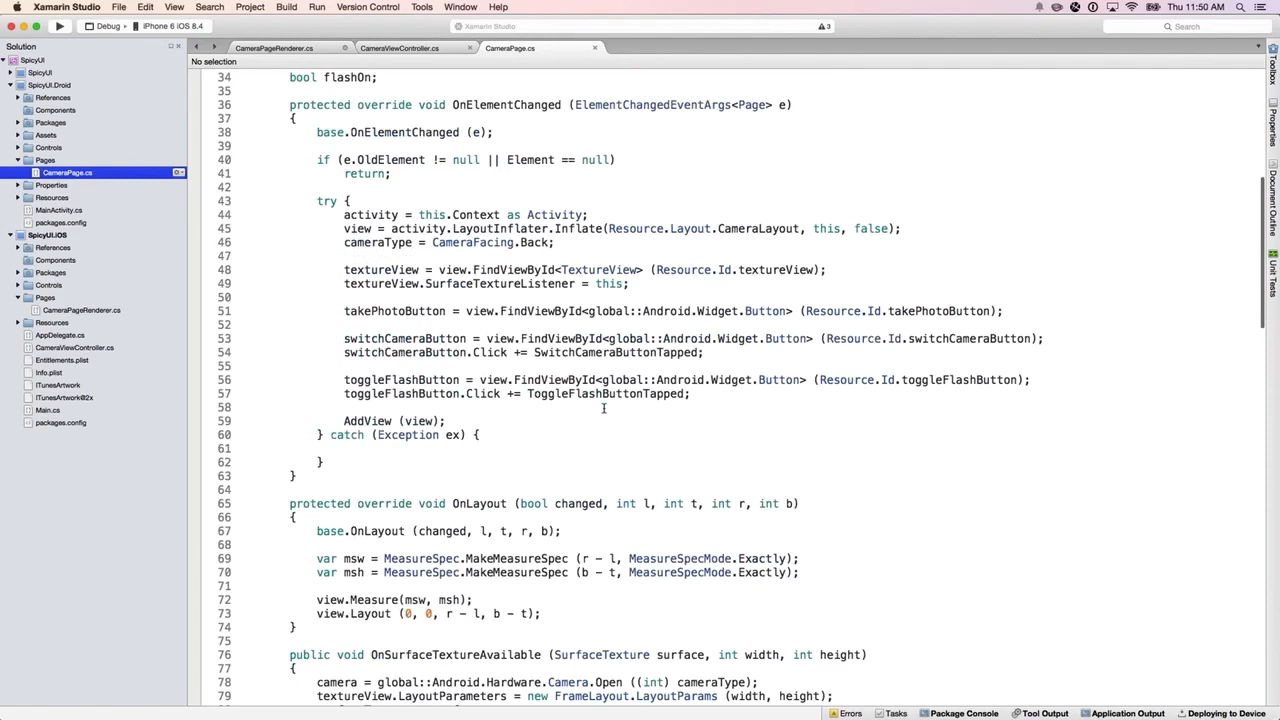 Xamarin Studio File Edit View Search Project Build Run Version Control Tools Window Help Thu 11:50 AM
Debug iPhone 6 iOS 8.4 Xamarin Studio 3 Search
Solution
CameraPageRenderer.cs CameraViewController.cs CameraPage.cs
No selection
SpicyUI
SpicyUI
SpicyUI.Droid
References
Components
Packages
Assets
Controls
Pages
CameraPage.cs
Properties
Resources
MainActivity.cs
packages.config
SpicyUI.iOS
References
Components
Packages
Controls
Pages
CameraPageRenderer.cs
Resources
AppDelegate.cs
CameraViewController.cs
Entitlements.plist
Info.plist
ITunesArtwork
ITunesArtwork@2x
Main.cs
packages.config
34 bool flashOn;
35
36 protected override void OnElementChanged (ElementChangedEventArgs<Page> e)
37 {
38 base.OnElementChanged (e);
39
40 if (e.OldElement != null || Element == null)
41 return;
42
43 try {
44 activity = this.Context as Activity;
45 view = activity.LayoutInflater.Inflate(Resource.Layout.CameraLayout, this, false);
46 cameraType = CameraFacing.Back;
47
48 textureView = view.FindViewById<TextureView> (Resource.Id.textureView);
49 textureView.SurfaceTextureListener = this;
50
51 takePhotoButton = view.FindViewById<global::Android.Widget.Button> (Resource.Id.takePhotoButton);
52
53 switchCameraButton = view.FindViewById<global::Android.Widget.Button> (Resource.Id.switchCameraButton);
54 switchCameraButton.Click += SwitchCameraButtonTapped;
55
56 toggleFlashButton = view.FindViewById<global::Android.Widget.Button> (Resource.Id.toggleFlashButton);
57 toggleFlashButton.Click += ToggleFlashButtonTapped;
58
59 AddView (view);
60 } catch (Exception ex) {
61
62 }
63 }
64
65 protected override void OnLayout (bool changed, int l, int t, int r, int b)
66 {
67 base.OnLayout (changed, l, t, r, b);
68
69 var msw = MeasureSpec.MakeMeasureSpec (r - l, MeasureSpecMode.Exactly);
70 var msh = MeasureSpec.MakeMeasureSpec (b - t, MeasureSpecMode.Exactly);
71
72 view.Measure(msw, msh);
73 view.Layout (0, 0, r - l, b - t);
74 }
75
76 public void OnSurfaceTextureAvailable (SurfaceTexture surface, int width, int height)
77 {
78 camera = global::Android.Hardware.Camera.Open ((int) cameraType);
79 textureView.LayoutParameters = new FrameLayout.LayoutParams (width, height);
Toolbox
Properties
Document Outline
Unit Tests
Errors Tasks Package Console Tool Output Application Output Deploying to Device